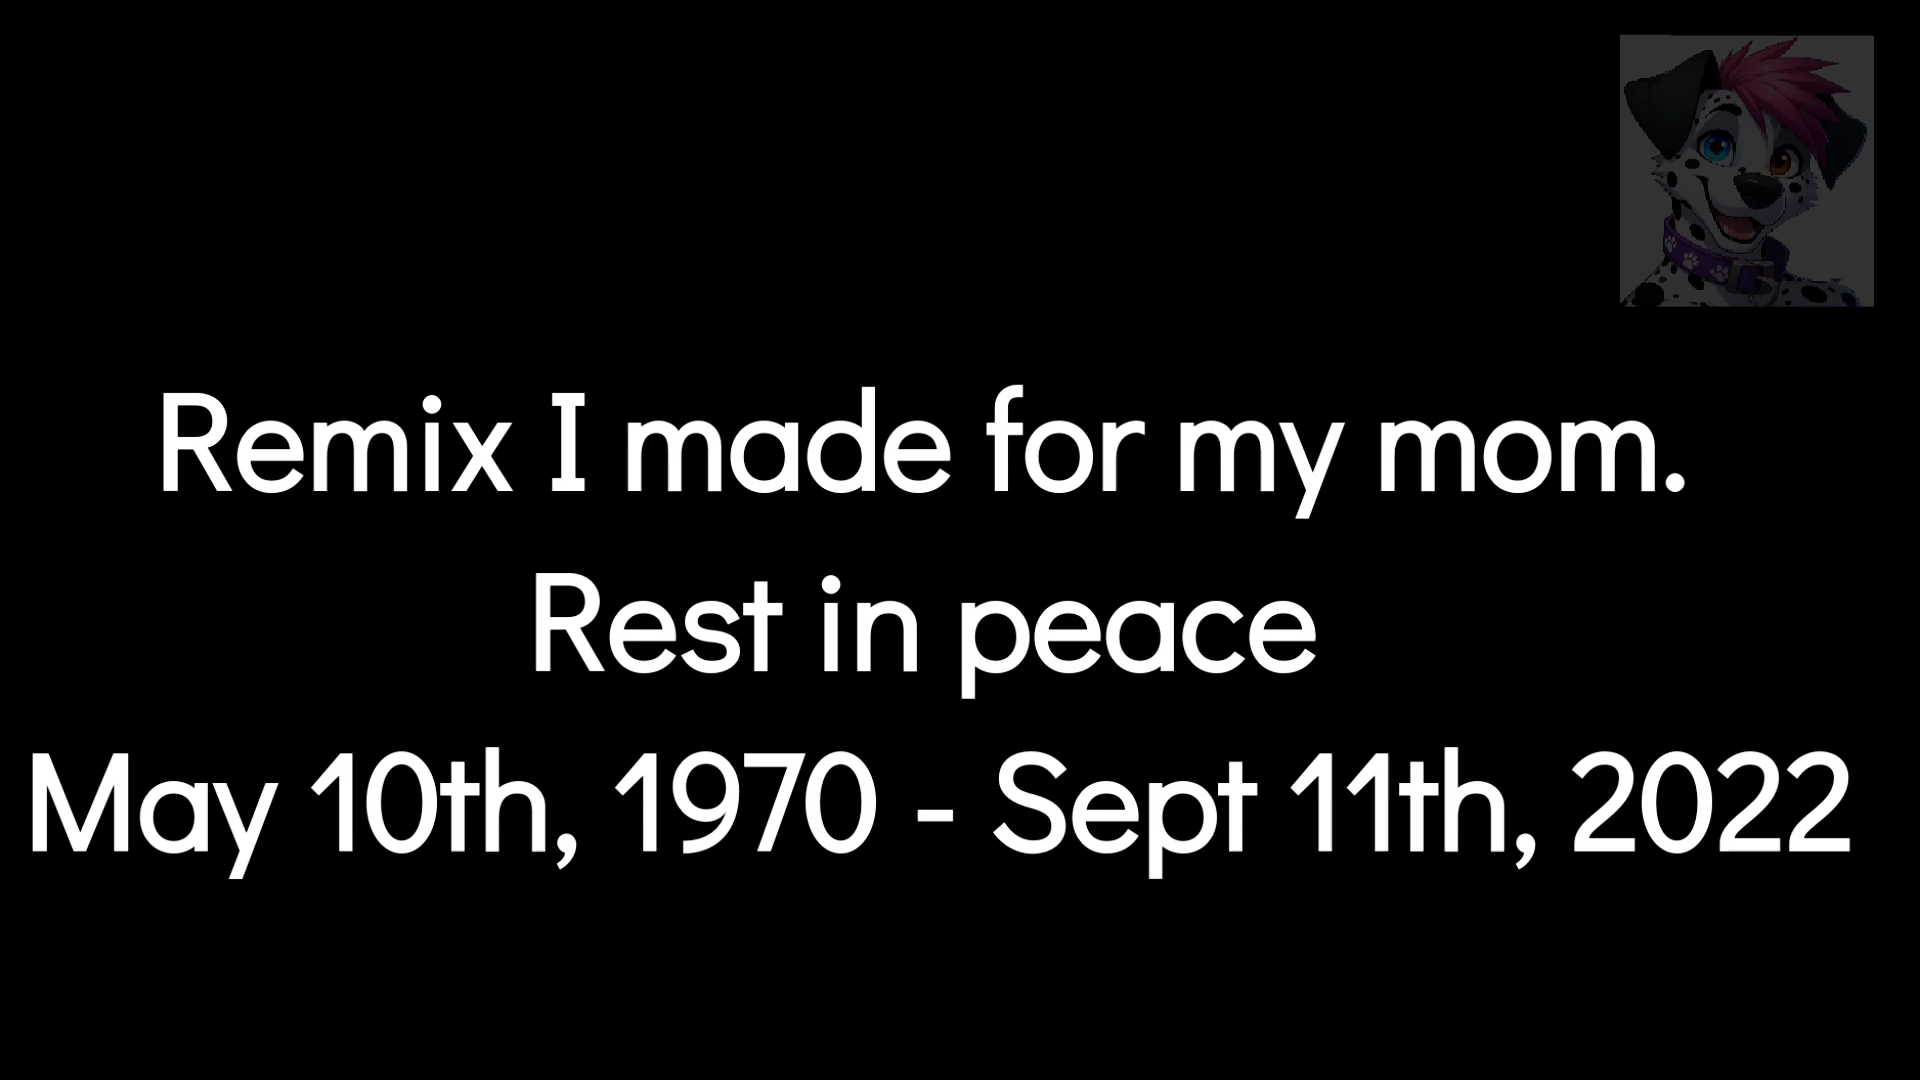 Remix I made for my mom.
Rest in peace
May 10th, 1970 - Sept 11th, 2022